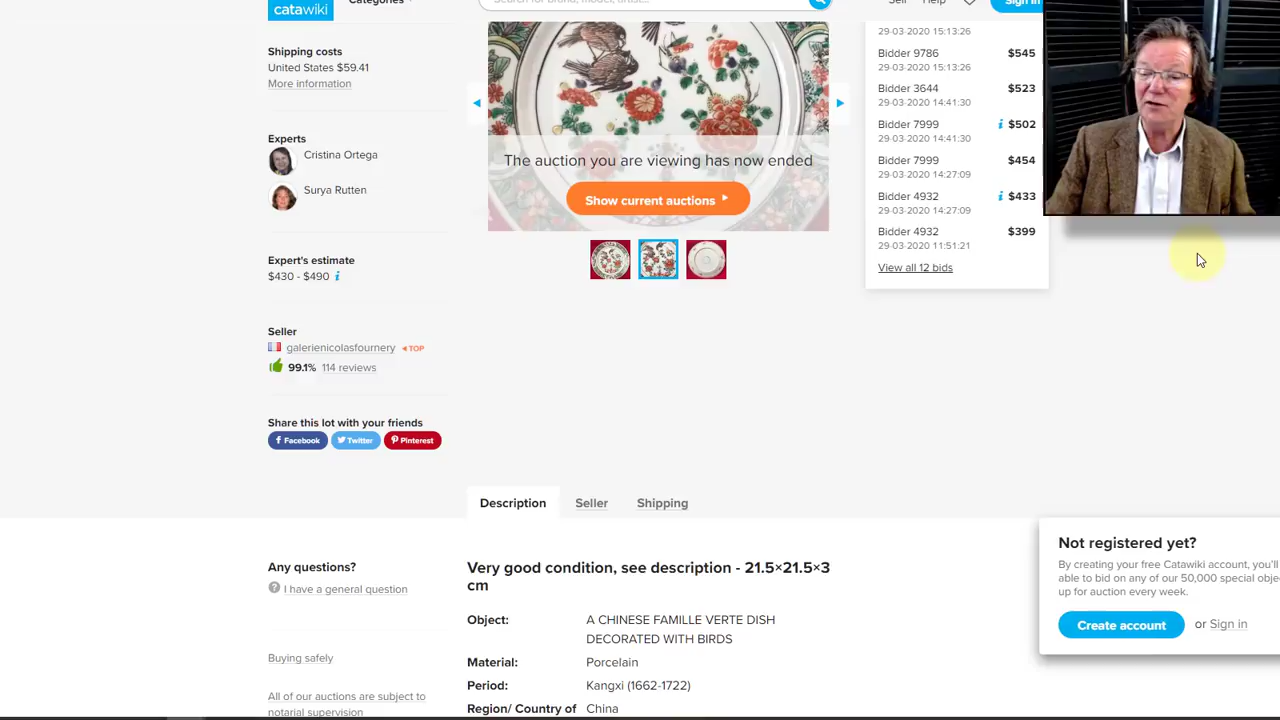 catawiki
Categories
Search for brand, model, artist...
Sell
Help
Sign in
Shipping costs
United States $59.41
More information
Experts
Cristina Ortega
Surya Rutten
Expert's estimate
$430 - $490
Seller
galerienicolasfournery TOP
99.1% 114 reviews
Share this lot with your friends
Facebook
Twitter
Pinterest
The auction you are viewing has now ended
Show current auctions
29-03-2020 15:13:26
Bidder 9786 $545
29-03-2020 15:13:26
Bidder 3644 $523
29-03-2020 14:41:30
Bidder 7999 $502
29-03-2020 14:41:30
Bidder 7999 $454
29-03-2020 14:27:09
Bidder 4932 $433
29-03-2020 14:27:09
Bidder 4932 $399
29-03-2020 11:51:21
View all 12 bids
Description
Seller
Shipping
Any questions?
I have a general question
Buying safely
All of our auctions are subject to
notarial supervision
Very good condition, see description - 21.5×21.5×3
cm
Object: A CHINESE FAMILLE VERTE DISH
DECORATED WITH BIRDS
Material: Porcelain
Period: Kangxi (1662-1722)
Region/ Country of China
Not registered yet?
By creating your free Catawiki account, you'll
able to bid on any of our 50,000 special obje
up for auction every week.
Create account or Sign in